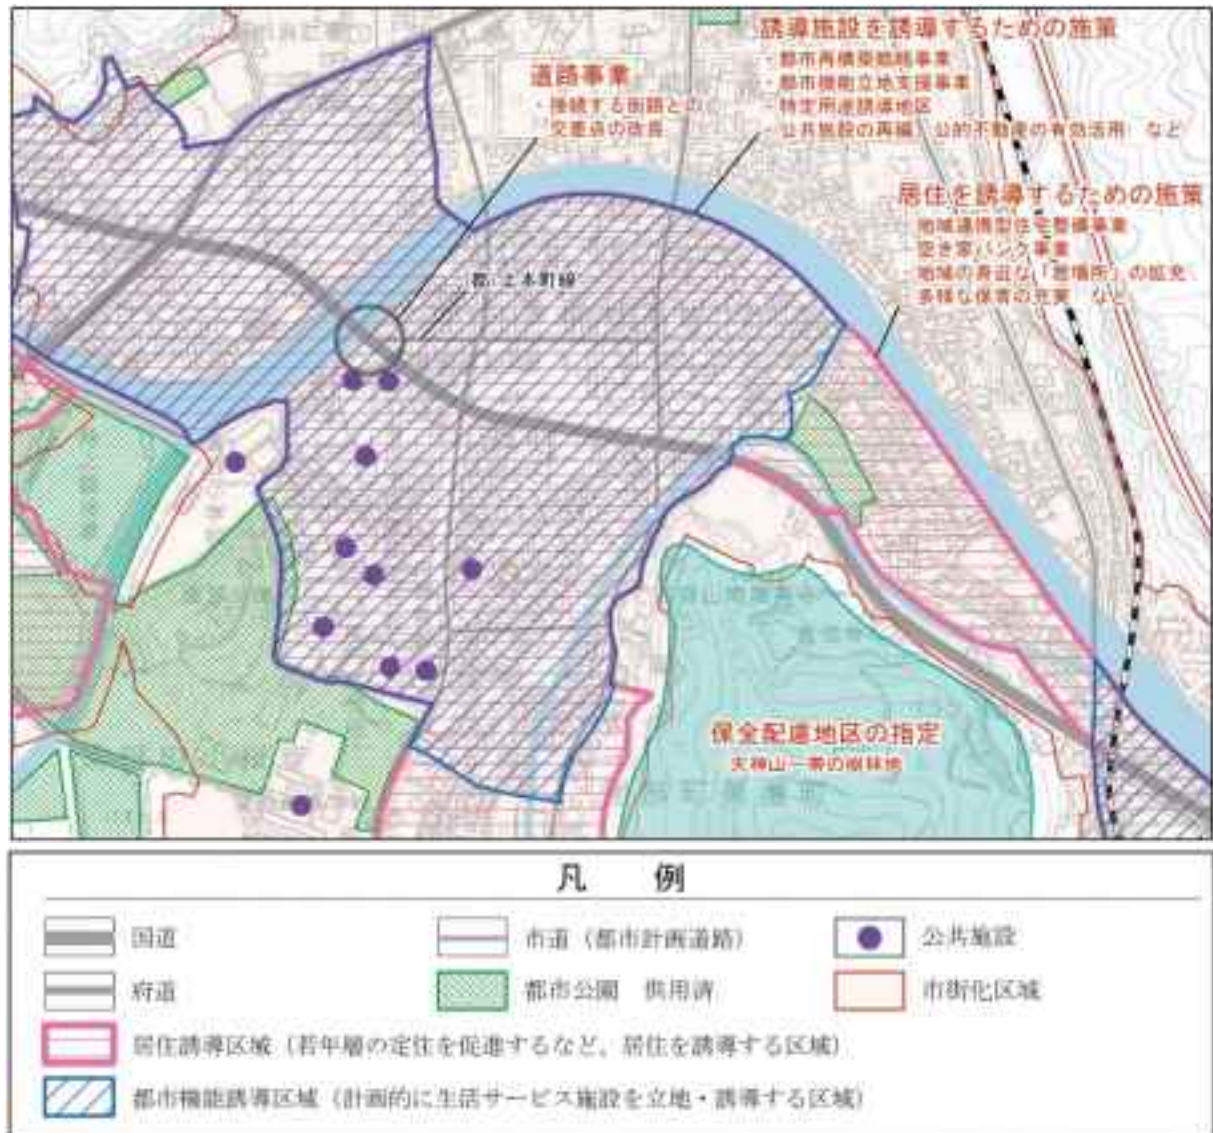 誘導施設を誘導するための施策
・都市再構築戦略事業
・都市機能立地支援事業
・特定用途誘導地区
・公共施設の再編、公的不動産の有効活用 など
道路事業
・接続する街路との
交差点の改良
居住を誘導するための施策
・地域連携型住宅整備事業
・空き家バンク事業
・地域の身近な「居場所」の拡充
・多様な保育の充実 など
保全配慮地区の指定
天神山一帯の樹林地
凡 例
国道
市道（都市計画道路）
公共施設
府道
都市公園 供用済
市街化区域
居住誘導区域（若年層の定住を促進するなど、居住を誘導する区域）
都市機能誘導区域（計画的に生活サービス施設を立地・誘導する区域）